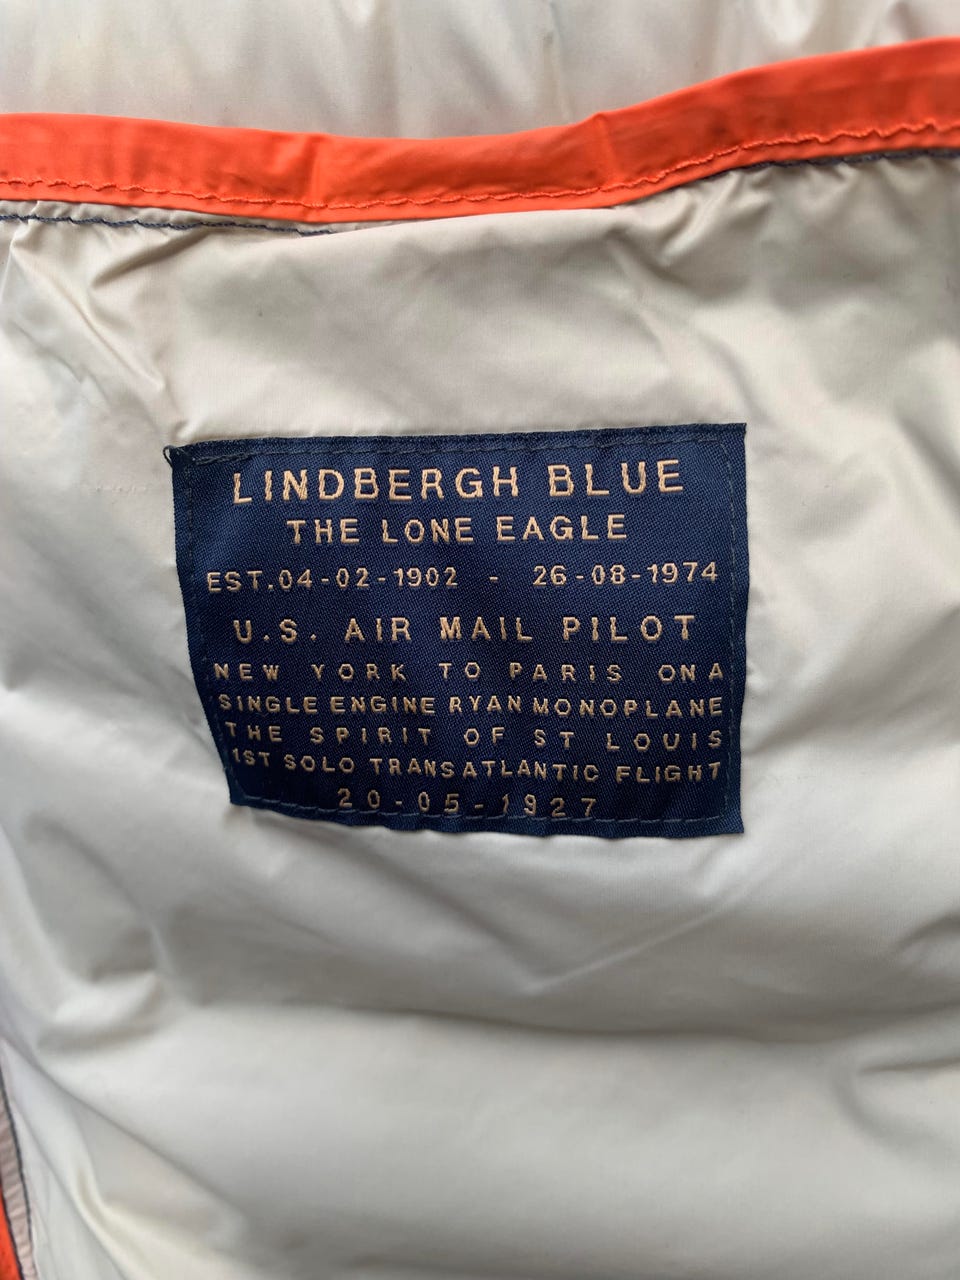 LINDBERGH BLUE
THE LONE EAGLE
EST.04-02-1902 - 26-08-1974
U.S. AIR MAIL PILOT
NEW YORK TO PARIS ON A
SINGLE ENGINE RYAN MONOPLANE
THE SPIRIT OF ST LOUIS
1ST SOLO TRANSATLANTIC FLIGHT
20-05-1927